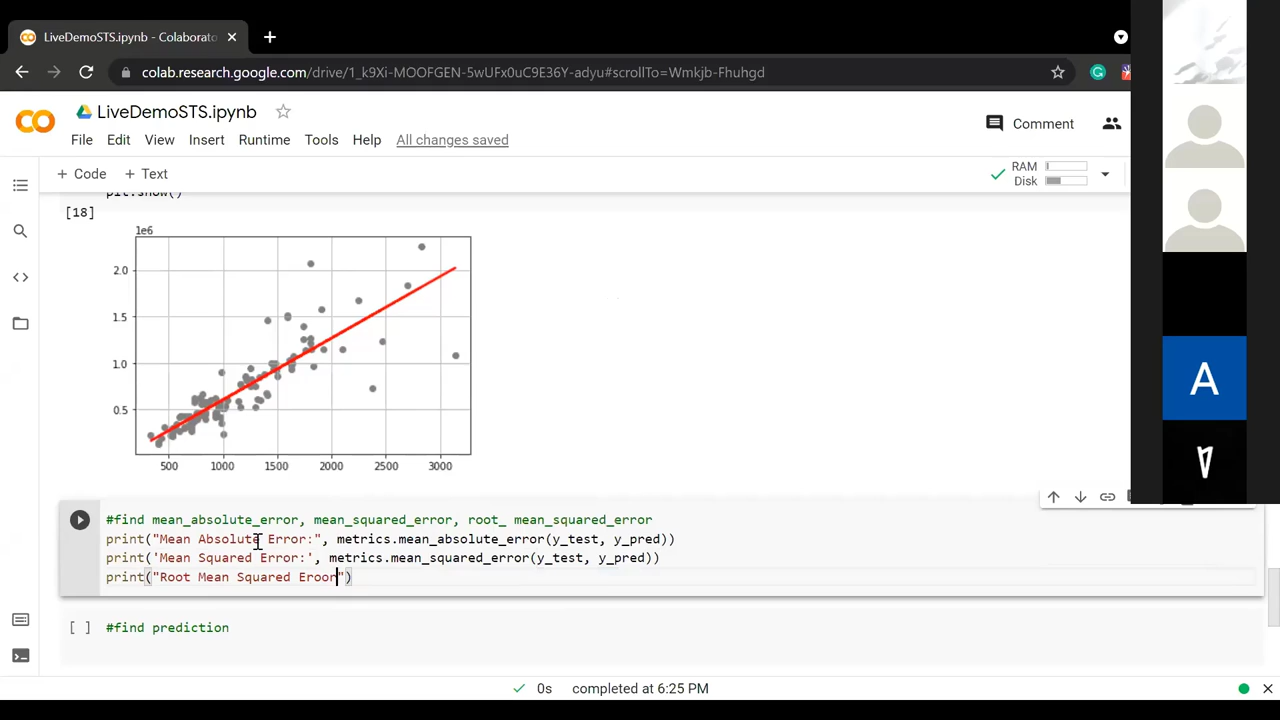 LiveDemoSTS.ipynb - Colaborato
colab.research.google.com/drive/1_k9Xi-MOOFGEN-5wUFx0uC9E36Y-adyu#scrollTo=Wmkjb-Fhuhgd
LiveDemoSTS.ipynb
File Edit View Insert Runtime Tools Help All changes saved
Comment
+ Code + Text
RAM
Disk
plt.show()
[18]
1e6
2.0
1.5
1.0
0.5
500 1000 1500 2000 2500 3000
#find mean_absolute_error, mean_squared_error, root_ mean_squared_error
print("Mean Absolute Error:", metrics.mean_absolute_error(y_test, y_pred))
print('Mean Squared Error:', metrics.mean_squared_error(y_test, y_pred))
print("Root Mean Squared Eroor")
[ ] #find prediction
0s completed at 6:25 PM
A